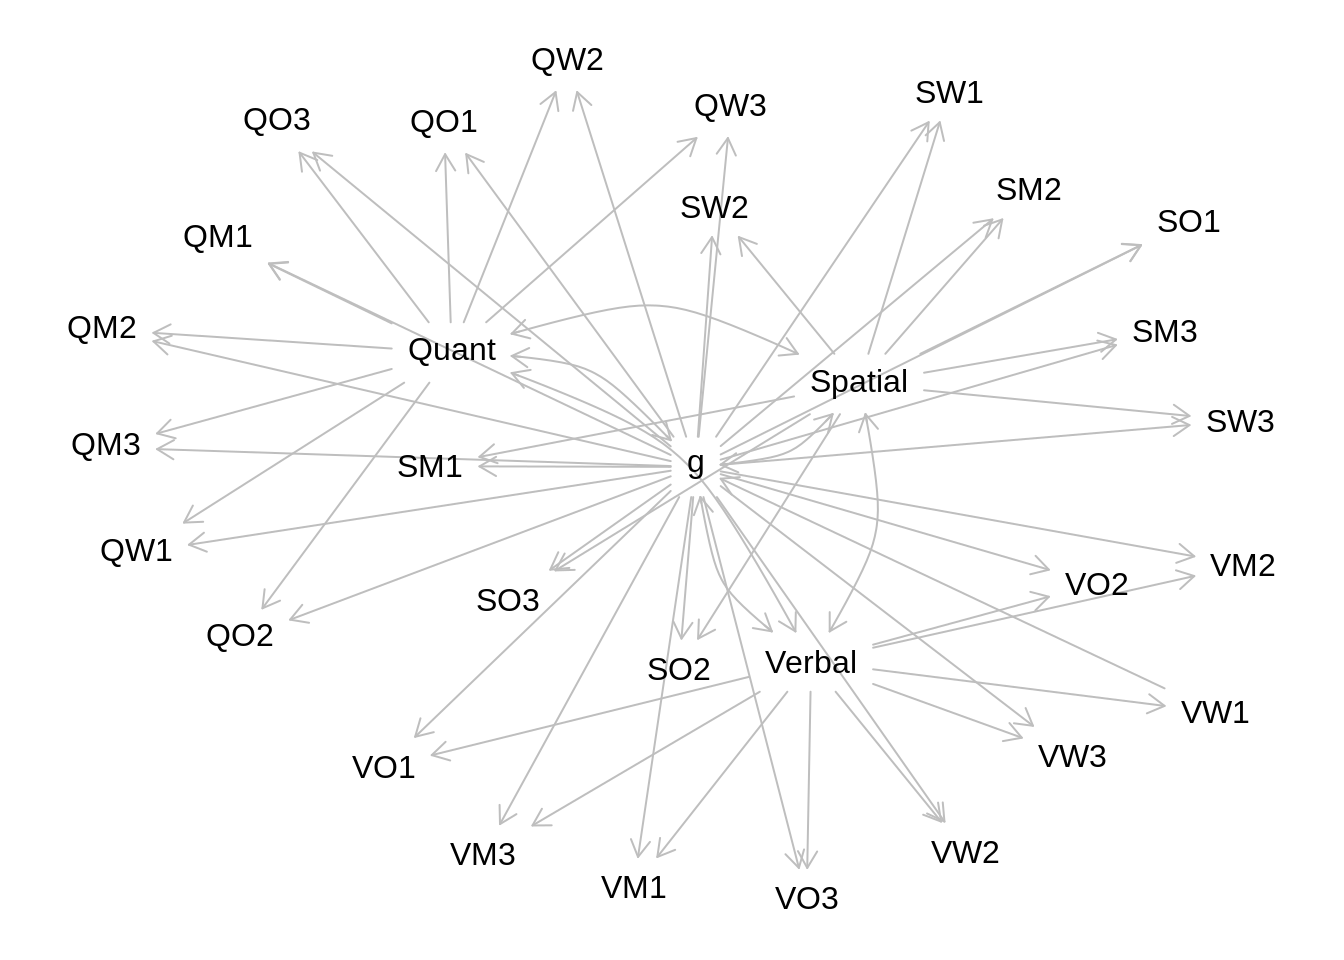 QW2
SW1
QW3
QO3
QO1
SM2
SW2
SO1
QM1
QM2
SM3
Quant
Spatial
SW3
QM3
SM1
g
QW1
VM2
VO2
SO3
QO2
Verbal
SO2
VW1
VW3
VO1
VW2
VM3
VM1
VO3